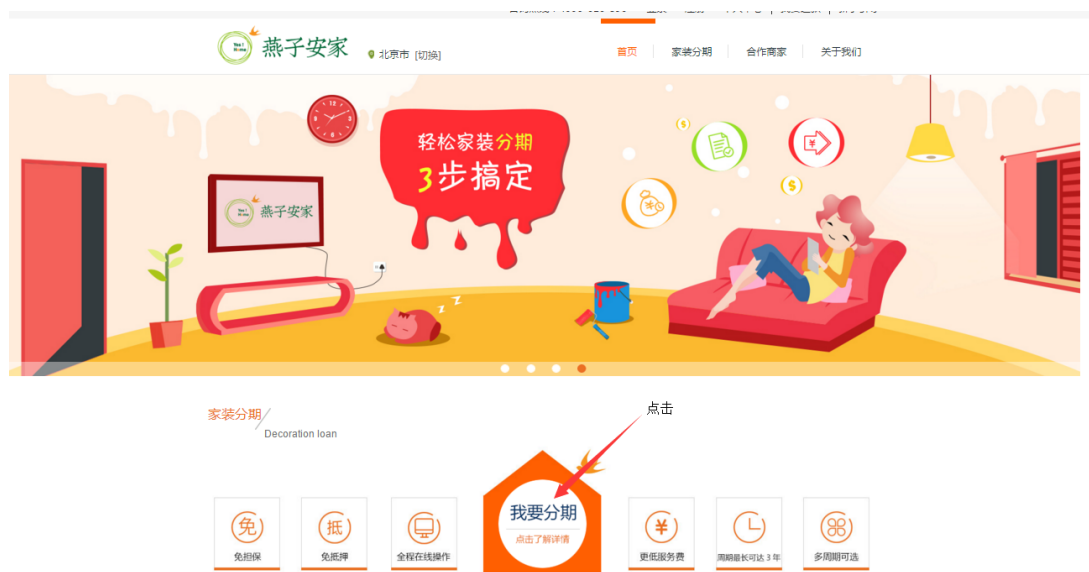 燕子安家
北京市 [切换]
首页 家装分期 合作商家 关于我们
轻松家装分期
3步搞定
燕子安家
家装分期
Decoration loan
点击
我要分期
点击了解详情
免
免担保
抵
免抵押
全程在线操作
¥
更低服务费
周期最长可达 3 年
多周期可选